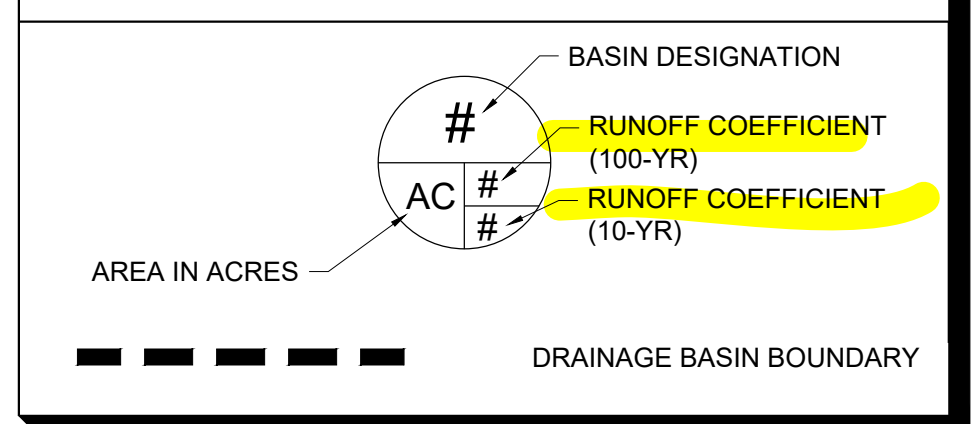 BASIN DESIGNATION
#
RUNOFF COEFFICIENT
(100-YR)
AC #
RUNOFF COEFFICIENT
#
(10-YR)
AREA IN ACRES
DRAINAGE BASIN BOUNDARY